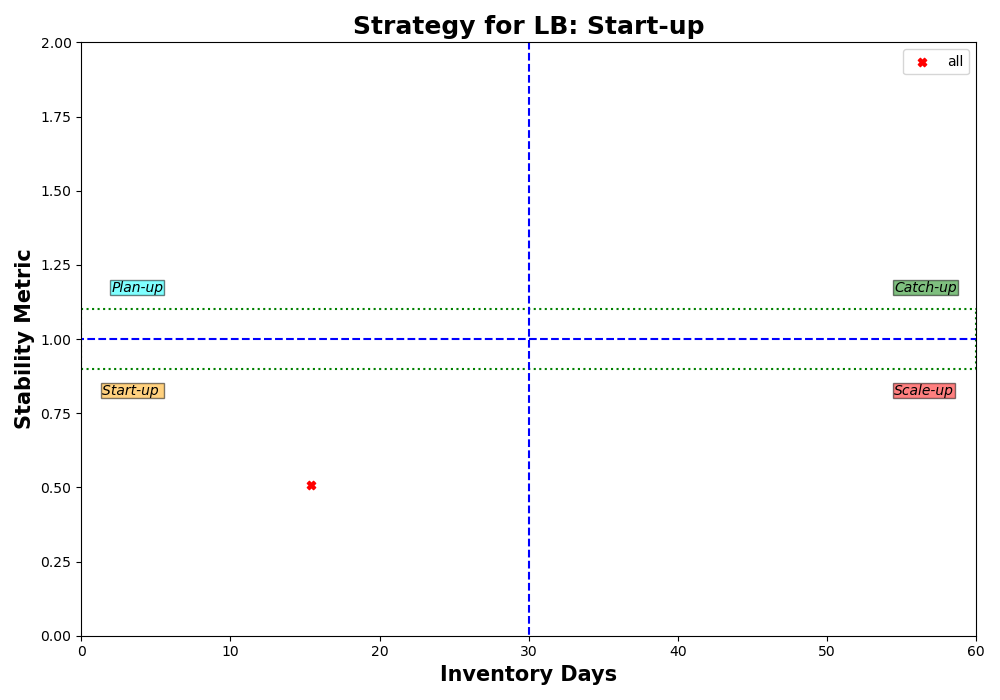 Strategy for LB: Start-up
all
2.00
1.75
1.50
1.25
1.00
0.75
0.50
0.25
0.00
Stability Metric
Plan-up
Catch-up
Start-up
Scale-up
0
10
20
30
40
50
60
Inventory Days